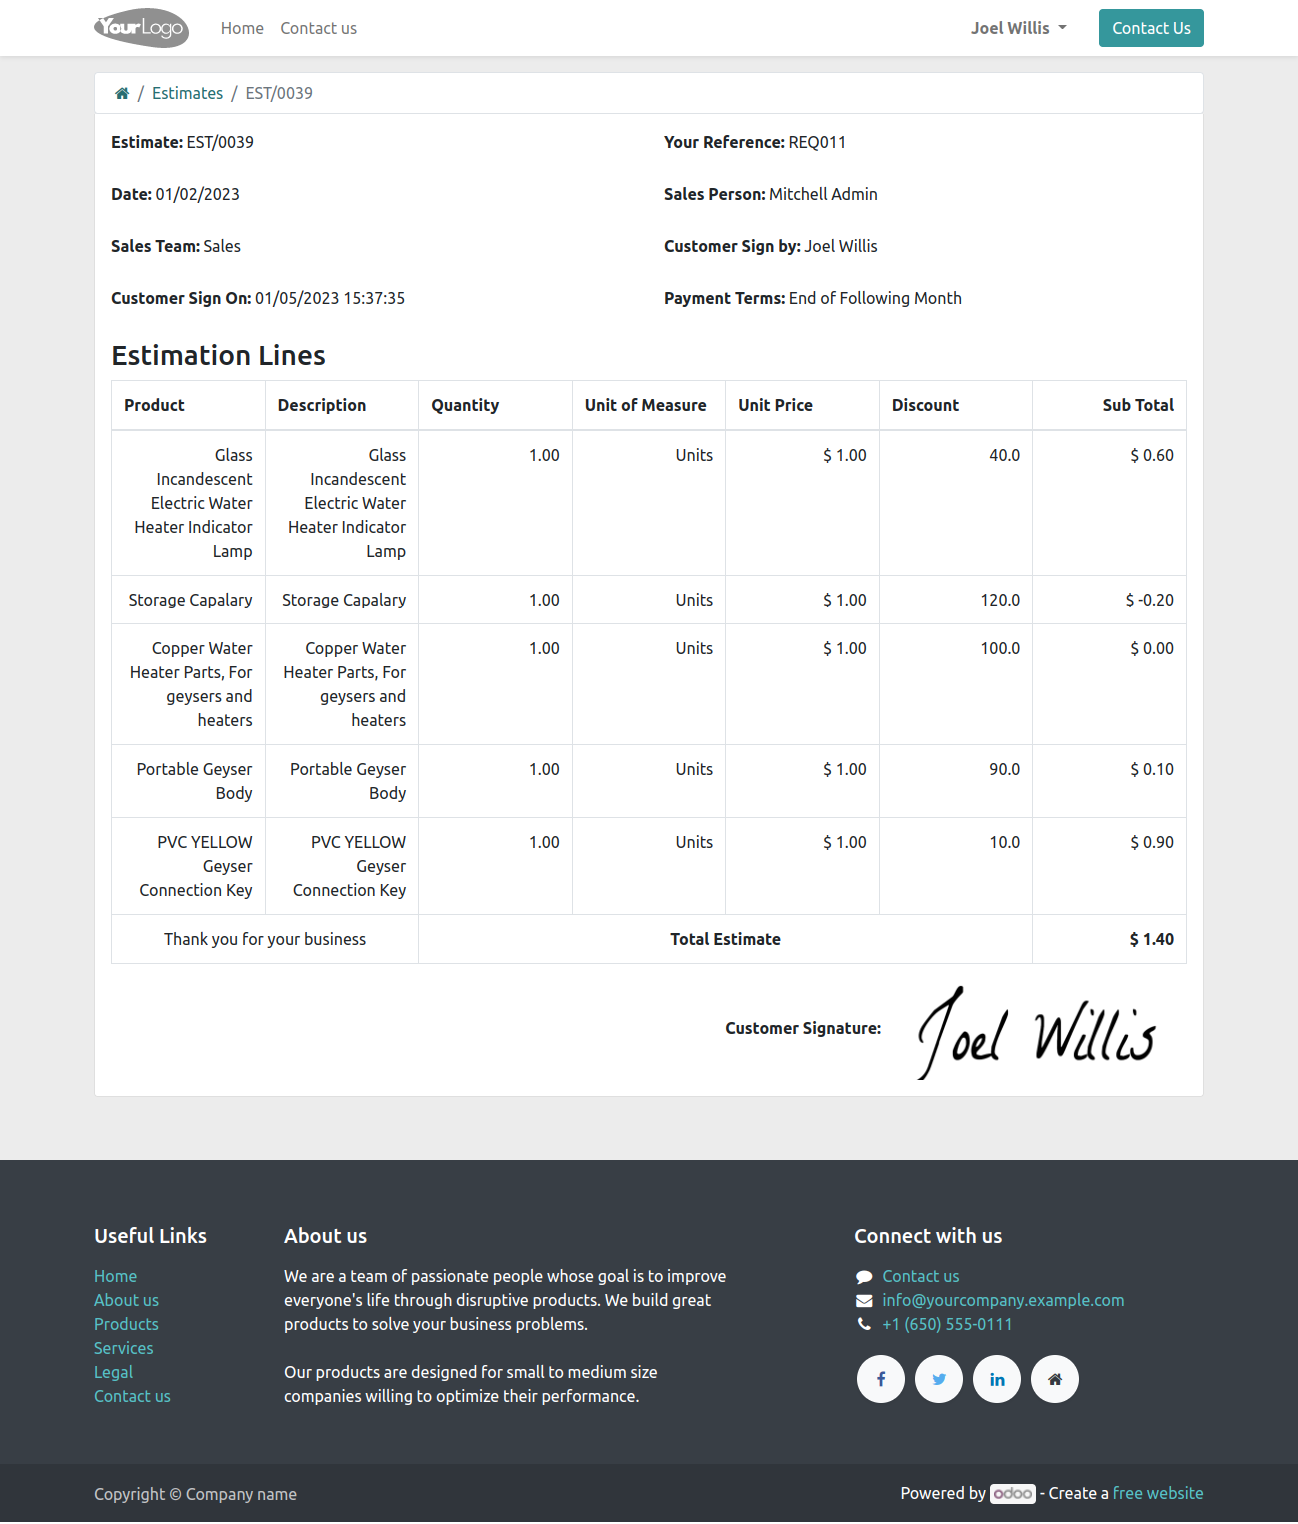 YourLogo Home Contact us Joel Willis Contact Us
/ Estimates / EST/0039
Estimate: EST/0039 Your Reference: REQ011
Date: 01/02/2023 Sales Person: Mitchell Admin
Sales Team: Sales Customer Sign by: Joel Willis
Customer Sign On: 01/05/2023 15:37:35 Payment Terms: End of Following Month
Estimation Lines
Product Description Quantity Unit of Measure Unit Price Discount Sub Total
Glass Glass 1.00 Units $ 1.00 40.0 $ 0.60
Incandescent Incandescent
Electric Water Electric Water
Heater Indicator Heater Indicator
Lamp Lamp
Storage Capalary Storage Capalary 1.00 Units $ 1.00 120.0 $ -0.20
Copper Water Copper Water 1.00 Units $ 1.00 100.0 $ 0.00
Heater Parts, For Heater Parts, For
geysers and geysers and
heaters heaters
Portable Geyser Portable Geyser 1.00 Units $ 1.00 90.0 $ 0.10
Body Body
PVC YELLOW PVC YELLOW 1.00 Units $ 1.00 10.0 $ 0.90
Geyser Geyser
Connection Key Connection Key
Thank you for your business Total Estimate $ 1.40
Customer Signature: Joel Willis
Useful Links About us Connect with us
Home We are a team of passionate people whose goal is to improve Contact us
About us everyone's life through disruptive products. We build great info@yourcompany.example.com
Products products to solve your business problems. +1 (650) 555-0111
Services
Legal Our products are designed for small to medium size
Contact us companies willing to optimize their performance.
Copyright © Company name Powered by odoo - Create a free website